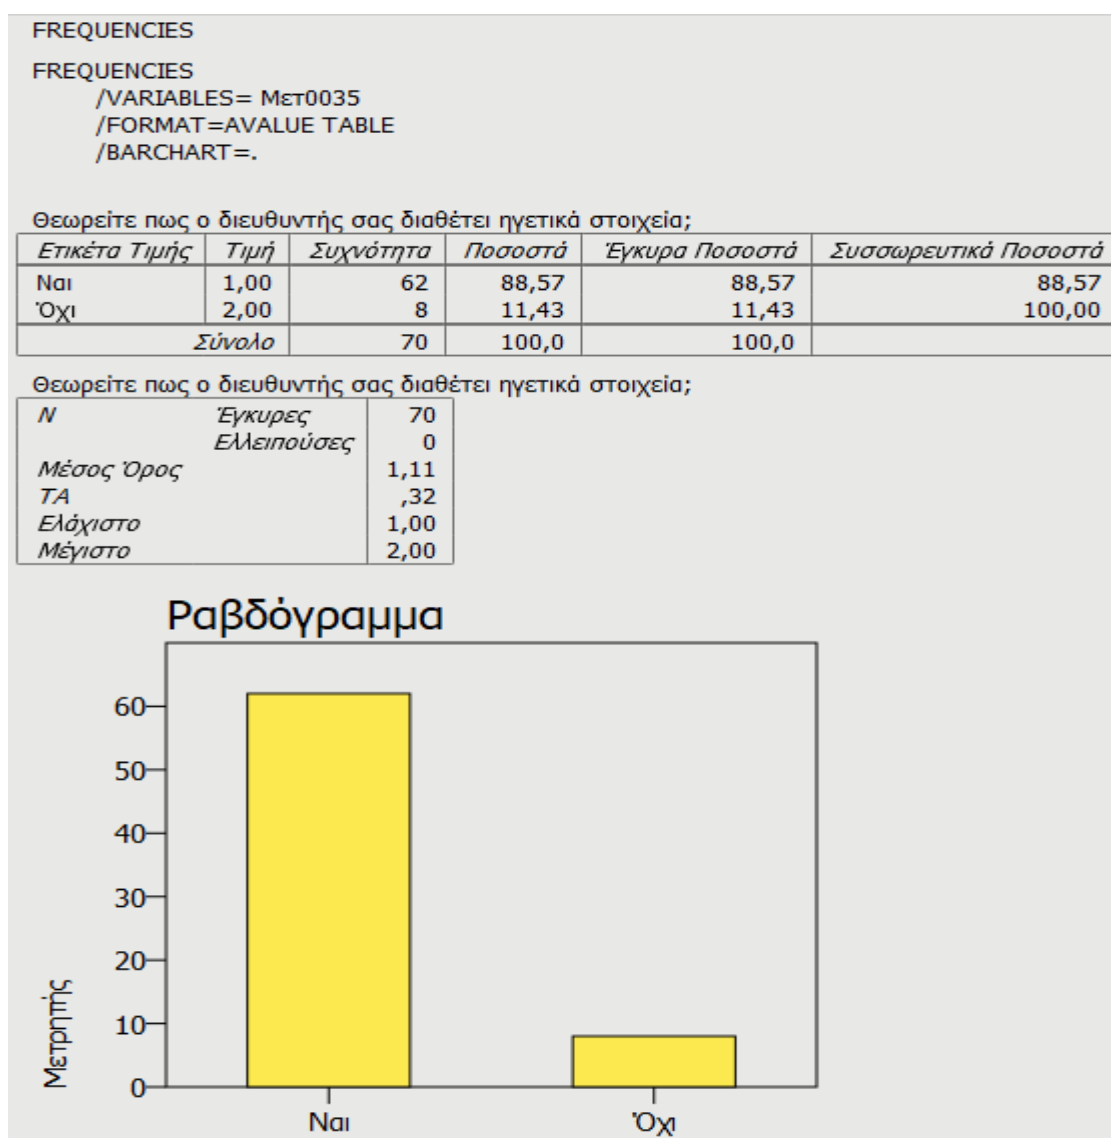 FREQUENCIES
FREQUENCIES
/VARIABLES= Μετ0035
/FORMAT=AVALUE TABLE
/BARCHART=.
Θεωρείτε πως ο διευθυντής σας διαθέτει ηγετικά στοιχεία;
Ετικέτα Τιμής Τιμή Συχνότητα Ποσοστά Έγκυρα Ποσοστά Συσσωρευτικά Ποσοστά
Ναι 1,00 62 88,57 88,57 88,57
Όχι 2,00 8 11,43 11,43 100,00
Σύνολο 70 100,0 100,0
Θεωρείτε πως ο διευθυντής σας διαθέτει ηγετικά στοιχεία;
N Έγκυρες 70
Ελλειπούσες 0
Μέσος Όρος 1,11
ΤΑ ,32
Ελάχιστο 1,00
Μέγιστο 2,00
Ραβδόγραμμα
60
50
40
30
20
10
0
Μετρητής
Ναι Όχι